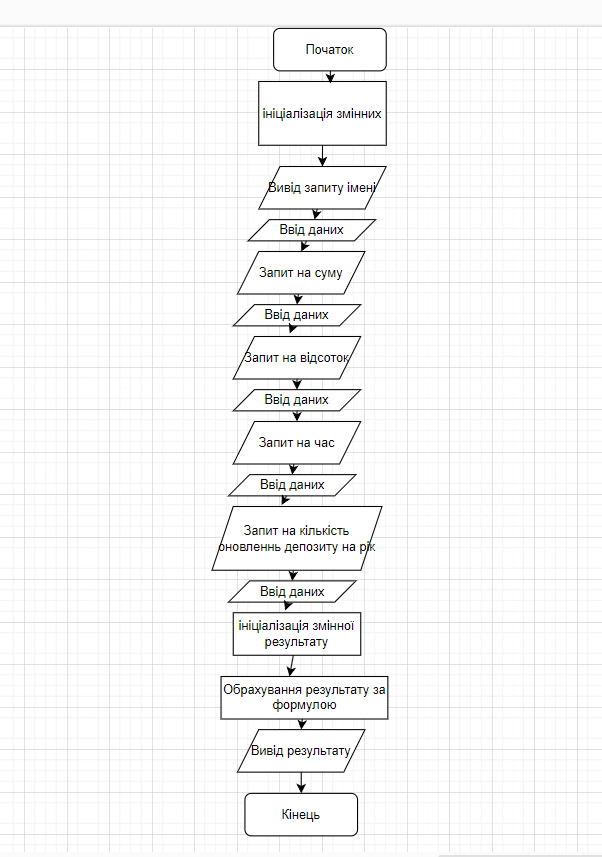 Початок
ініціалізація змінних
Вивід запиту імені
Ввід даних
Запит на суму
Ввід даних
Запит на відсоток
Ввід даних
Запит на час
Ввід даних
Запит на кількість
оновленнь депозиту на рік
Ввід даних
ініціалізація змінної
результату
Обрахування результату за
формулою
Вивід результату
Кінець